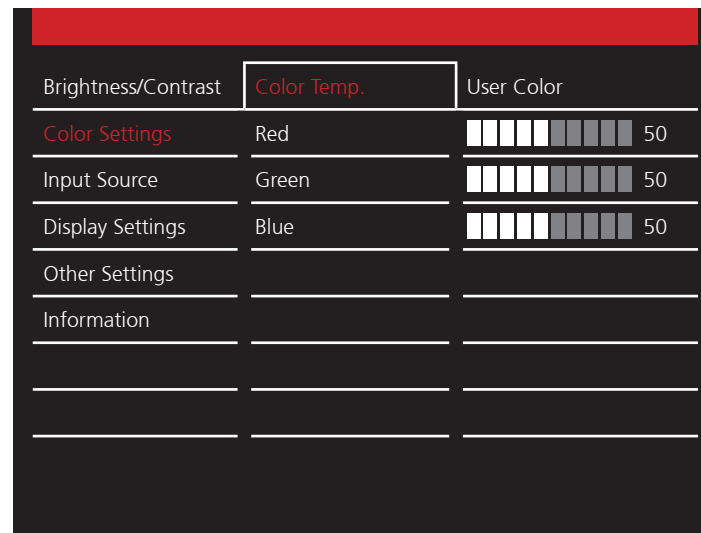 Brightness/Contrast Color Temp. User Color
Color Settings Red 50
Input Source Green 50
Display Settings Blue 50
Other Settings
Information